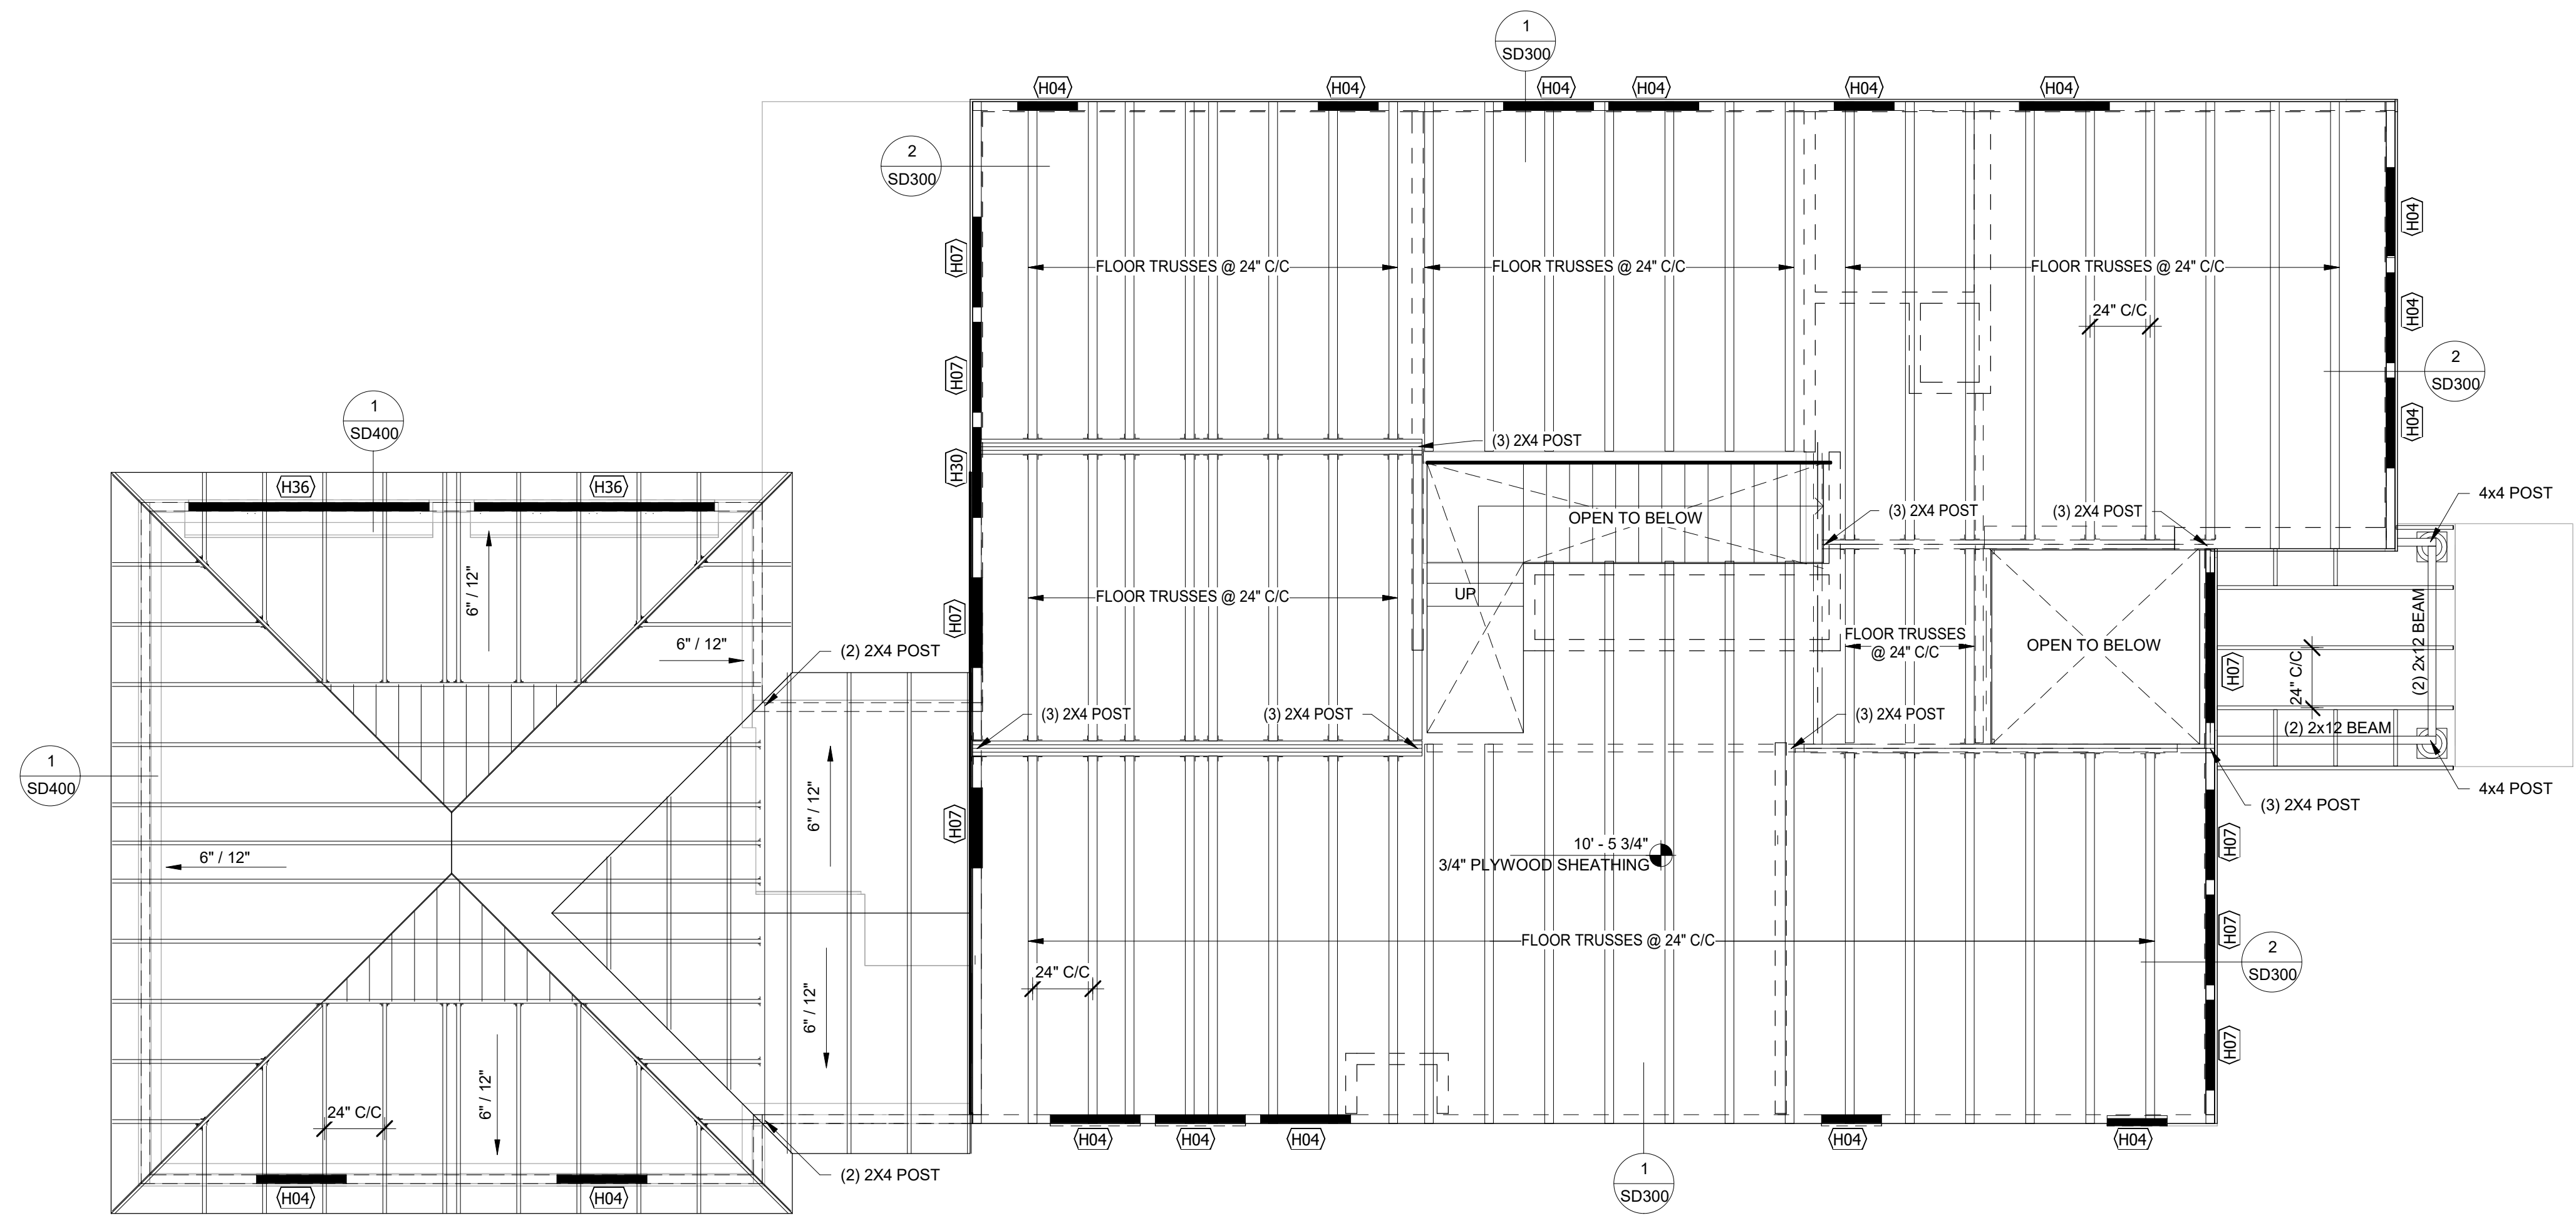 1
SD300
H04
H04
H04
H04
H04
H04
2
SD300
H07
H04
FLOOR TRUSSES @ 24" C/C
FLOOR TRUSSES @ 24" C/C
FLOOR TRUSSES @ 24" C/C
24" C/C
H04
H07
2
SD300
1
SD400
H04
(3) 2X4 POST
H30
H36
H36
4x4 POST
(3) 2X4 POST
(3) 2X4 POST
OPEN TO BELOW
6" / 12"
UP
FLOOR TRUSSES @ 24" C/C
H07
FLOOR TRUSSES
@ 24" C/C
OPEN TO BELOW
(2) 2x12 BEAM
6" / 12"
(2) 2X4 POST
H07
24" C/C
(3) 2X4 POST
(3) 2X4 POST
(3) 2X4 POST
(2) 2x12 BEAM
1
SD400
4x4 POST
(3) 2X4 POST
6" / 12"
H07
H07
10' - 5 3/4"
3/4" PLYWOOD SHEATHING
6" / 12"
H07
FLOOR TRUSSES @ 24" C/C
2
SD300
24" C/C
6" / 12"
H07
6" / 12"
24" C/C
H04
H04
H04
H04
H04
1
SD300
(2) 2X4 POST
H04
H04